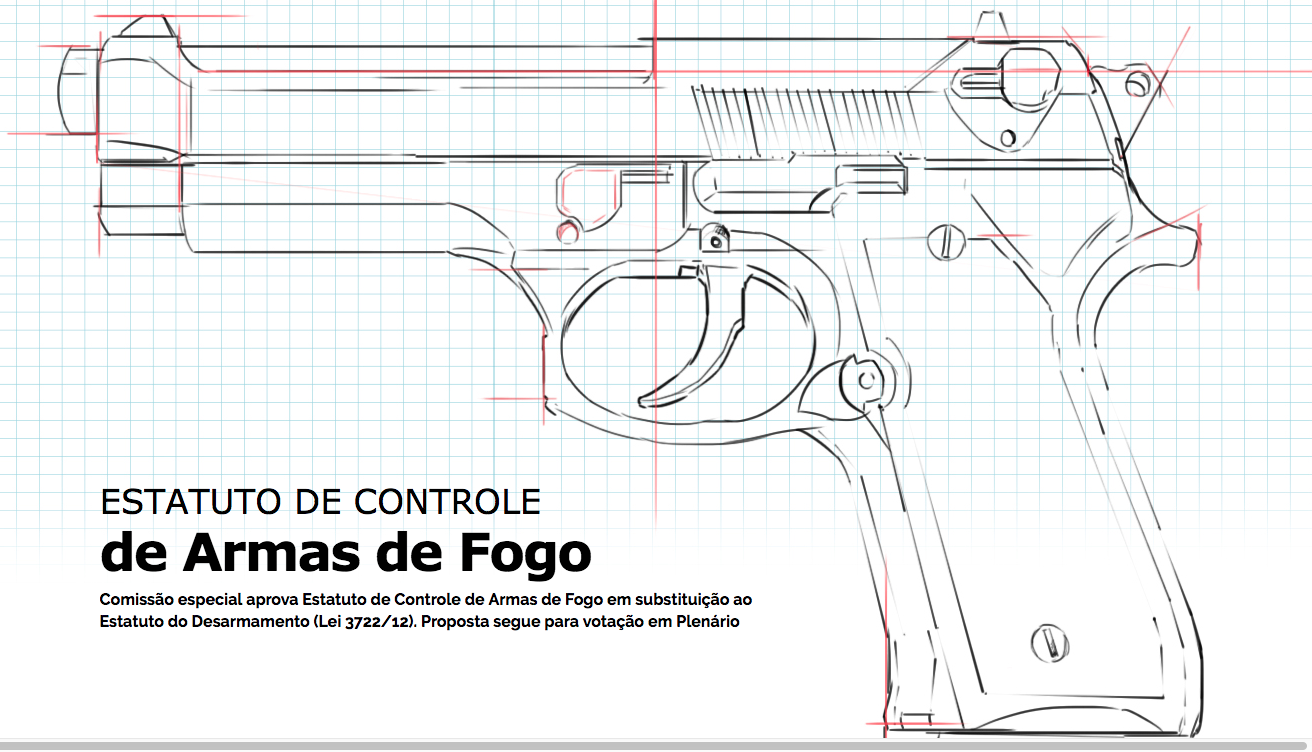 ESTATUTO DE CONTROLE
de Armas de Fogo
Comissão especial aprova Estatuto de Controle de Armas de Fogo em substituição ao
Estatuto do Desarmamento (Lei 3722/12). Proposta segue para votação em Plenário